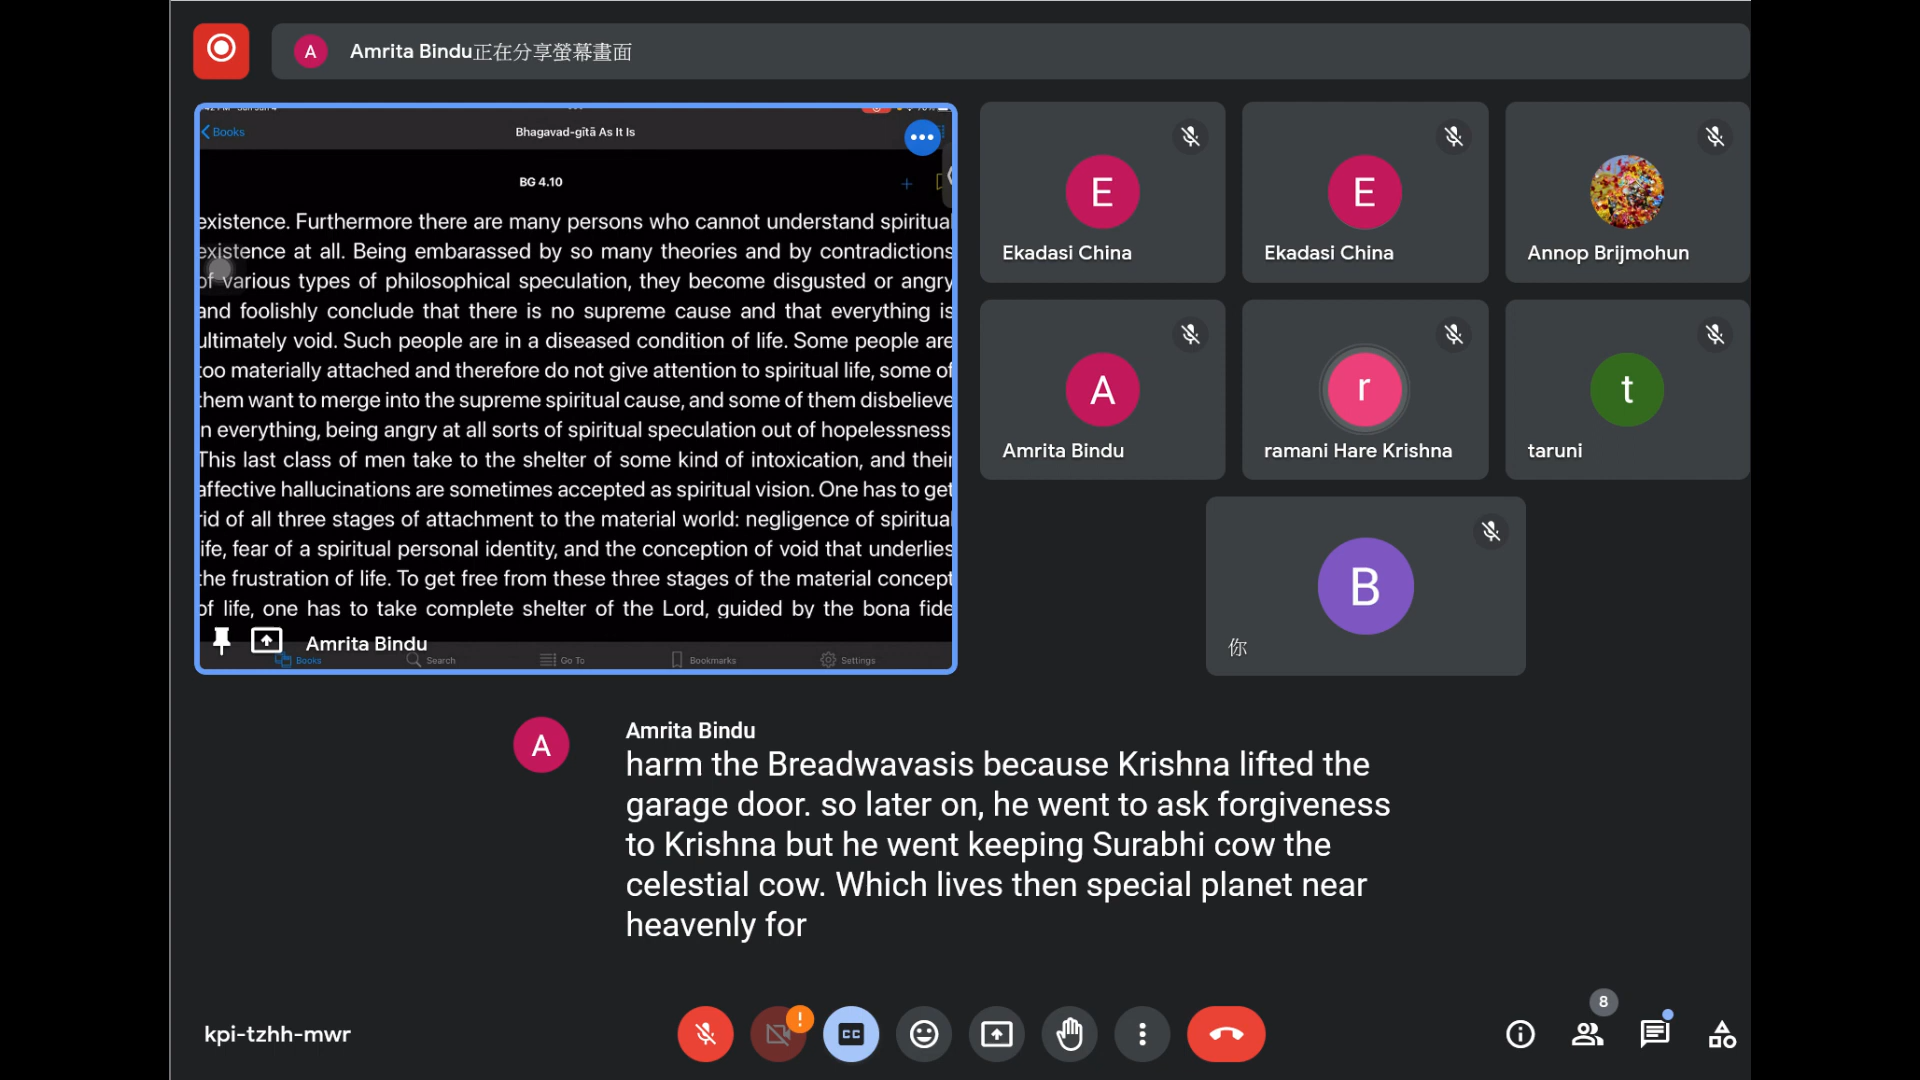 A Amrita Bindu正在分享螢幕畫面
Books
Bhagavad-gītā As It Is
BG 4.10
existence. Furthermore there are many persons who cannot understand spiritual
existence at all. Being embarassed by so many theories and by contradictions
of various types of philosophical speculation, they become disgusted or angry
and foolishly conclude that there is no supreme cause and that everything is
ultimately void. Such people are in a diseased condition of life. Some people are
too materially attached and therefore do not give attention to spiritual life, some of
them want to merge into the supreme spiritual cause, and some of them disbelieve
in everything, being angry at all sorts of spiritual speculation out of hopelessness
This last class of men take to the shelter of some kind of intoxication, and their
affective hallucinations are sometimes accepted as spiritual vision. One has to get
rid of all three stages of attachment to the material world: negligence of spiritual
life, fear of a spiritual personal identity, and the conception of void that underlies
the frustration of life. To get free from these three stages of the material concept
of life, one has to take complete shelter of the Lord, guided by the bona fide
Amrita Bindu
Books Search Go To Bookmarks Settings
E
Ekadasi China
E
Ekadasi China
Annop Brijmohun
A
Amrita Bindu
r
ramani Hare Krishna
t
taruni
B
你
A
Amrita Bindu
harm the Breadwavasis because Krishna lifted the
garage door. so later on, he went to ask forgiveness
to Krishna but he went keeping Surabhi cow the
celestial cow. Which lives then special planet near
heavenly for
kpi-tzhh-mwr
!
CC
8